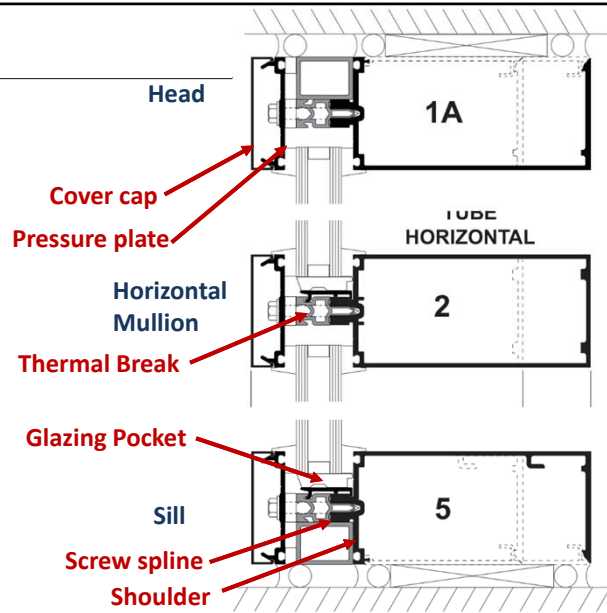 Head
1A
Cover cap
Pressure plate
TUBE
HORIZONTAL
Horizontal
Mullion
2
Thermal Break
Glazing Pocket
Sill
5
Screw spline
Shoulder